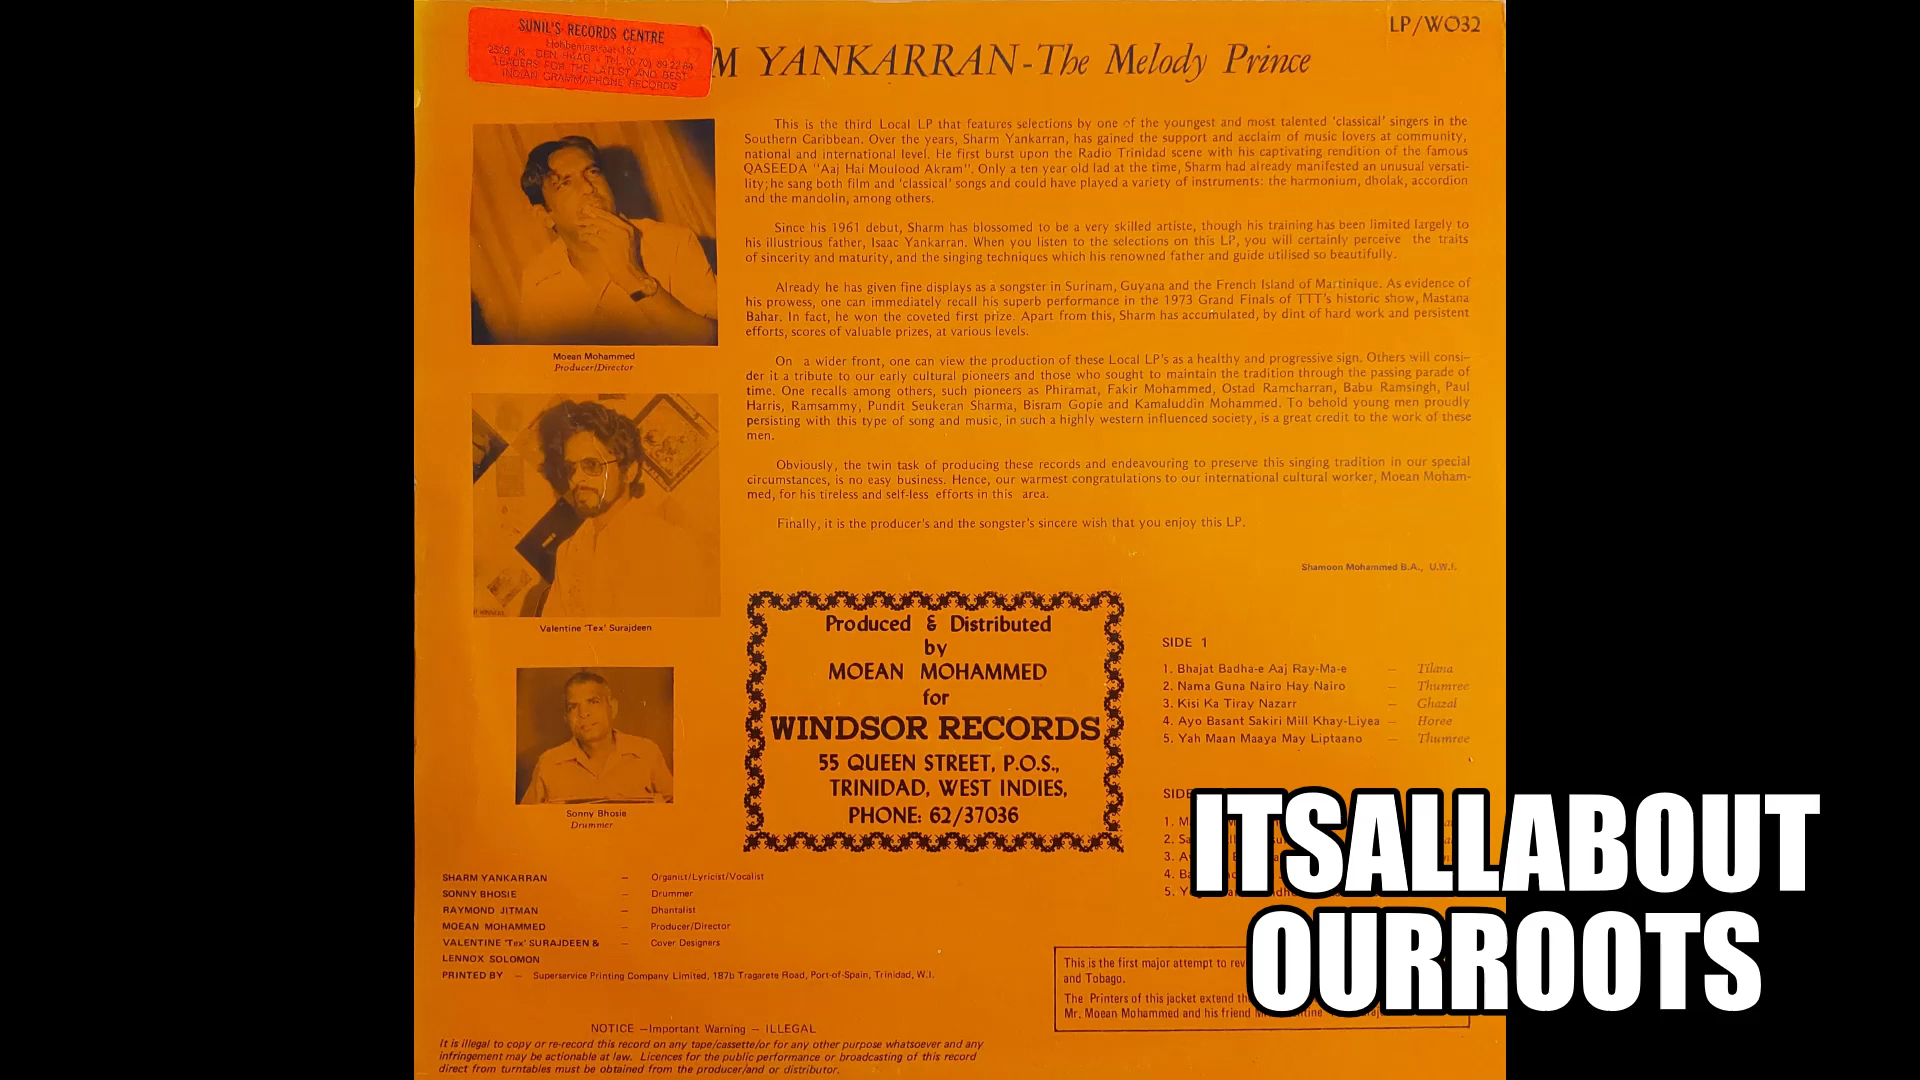 SUNIL'S RECORDS CENTRE
Hobbemastraat 187
2526 JR - DEN HAAG - Tel. (070) 89 22 84
LEADERS FOR THE LATEST AND BEST
INDIAN GRAMMAPHONE RECORDS
LP/WO32
M YANKARRAN-The Melody Prince
This is the third Local LP that features selections by one of the youngest and most talented 'classical' singers in the
Southern Caribbean. Over the years, Sharm Yankarran, has gained the support and acclaim of music lovers at community,
national and international level. He first burst upon the Radio Trinidad scene with his captivating rendition of the famous
QASEEDA "Aaj Hai Moulood Akram". Only a ten year old lad at the time, Sharm had already manifested an unusual versati-
lity; he sang both film and 'classical' songs and could have played a variety of instruments: the harmonium, dholak, accordion
and the mandolin, among others.
Since his 1961 debut, Sharm has blossomed to be a very skilled artiste, though his training has been limited largely to
his illustrious father, Isaac Yankarran. When you listen to the selections on this LP, you will certainly perceive the traits
of sincerity and maturity, and the singing techniques which his renowned father and guide utilised so beautifully.
Already he has given fine displays as a songster in Surinam, Guyana and the French Island of Martinique. As evidence of
his prowess, one can immediately recall his superb performance in the 1973 Grand Finals of TTT's historic show, Mastana
Bahar. In fact, he won the coveted first prize. Apart from this, Sharm has accumulated, by dint of hard work and persistent
efforts, scores of valuable prizes, at various levels.
On a wider front, one can view the production of these Local LP's as a healthy and progressive sign. Others will consi-
der it a tribute to our early cultural pioneers and those who sought to maintain the tradition through the passing parade of
time. One recalls among others, such pioneers as Phiramat, Fakir Mohammed, Ostad Ramcharran, Babu Ramsingh, Paul
Harris, Ramsammy, Pundit Seukeran Sharma, Bisram Gopie and Kamaluddin Mohammed. To behold young men proudly
persisting with this type of song and music, in such a highly western influenced society, is a great credit to the work of these
men.
Obviously, the twin task of producing these records and endeavouring to preserve this singing tradition in our special
circumstances, is no easy business. Hence, our warmest congratulations to our international cultural worker, Moean Moham-
med, for his tireless and self-less efforts in this area.
Finally, it is the producer's and the songster's sincere wish that you enjoy this LP.
Shamoon Mohammed B.A., U.W.I.
Moean Mohammed
Producer/Director
Valentine 'Tex' Surajdeen
Sonny Bhosie
Drummer
Produced & Distributed
by
MOEAN MOHAMMED
for
WINDSOR RECORDS
55 QUEEN STREET, P.O.S.,
TRINIDAD, WEST INDIES,
PHONE: 62/37036
SIDE 1
1. Bhajat Badha-e Aaj Ray-Ma-e – Tilana
2. Nama Guna Nairo Hay Nairo – Thumree
3. Kisi Ka Tiray Nazarr – Ghazal
4. Ayo Basant Sakiri Mill Khay-Liyea – Horee
5. Yah Maan Maaya May Liptaano – Thumree
SIDE
1.
2.
3.
4.
5.
ITSALLABOUT
OURROOTS
SHARM YANKARRAN – Organist/Lyricist/Vocalist
SONNY BHOSIE – Drummer
RAYMOND JITMAN – Dhantalist
MOEAN MOHAMMED – Producer/Director
VALENTINE 'Tex' SURAJDEEN & – Cover Designers
LENNOX SOLOMON
PRINTED BY – Superservice Printing Company Limited, 187b Tragarete Road, Port-of-Spain, Trinidad, W.I.
This is the first major attempt to
and Tobago.
The Printers of this jacket extend
Mr. Moean Mohammed and his friend
NOTICE –Important Warning – ILLEGAL
It is illegal to copy or re-record this record on any tape/cassette/or for any other purpose whatsoever and any
infringement may be actionable at law. Licences for the public performance or broadcasting of this record
direct from turntables must be obtained from the producer/and or distributor.